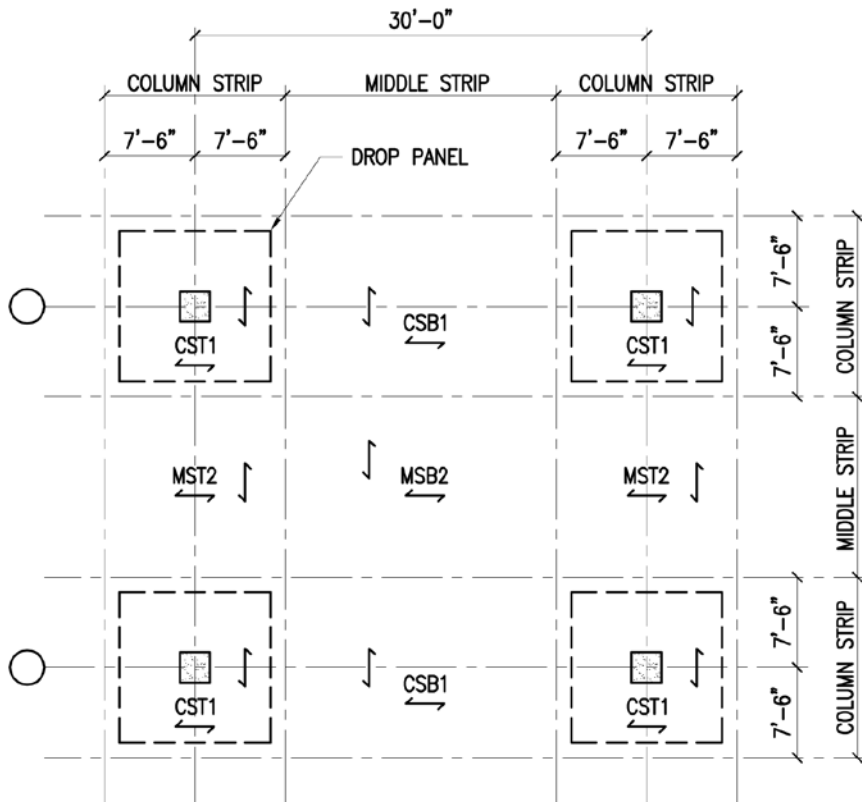 30'-0"
COLUMN STRIP
MIDDLE STRIP
COLUMN STRIP
7'-6"
7'-6"
7'-6"
7'-6"
DROP PANEL
7'-6"
COLUMN STRIP
CSB1
CST1
CST1
7'-6"
MST2
MSB2
MST2
MIDDLE STRIP
7'-6"
COLUMN STRIP
CSB1
CST1
CST1
7'-6"